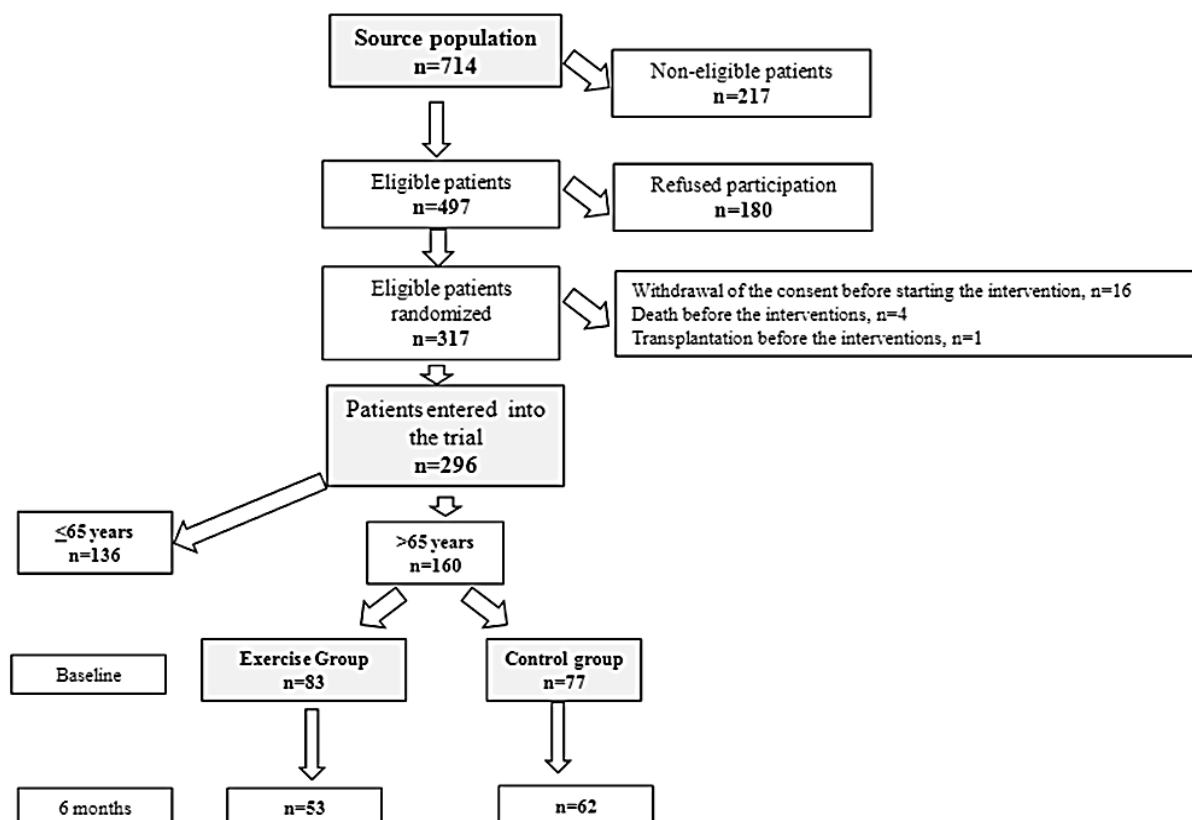 Source population
n=714
Non-eligible patients
n=217
Eligible patients
n=497
Refused participation
n=180
Eligible patients
randomized
n=317
Withdrawal of the consent before starting the intervention, n=16
Death before the interventions, n=4
Transplantation before the interventions, n=1
Patients entered into
the trial
n=296
≤65 years
n=136
>65 years
n=160
Baseline
Exercise Group
n=83
Control group
n=77
6 months
n=53
n=62